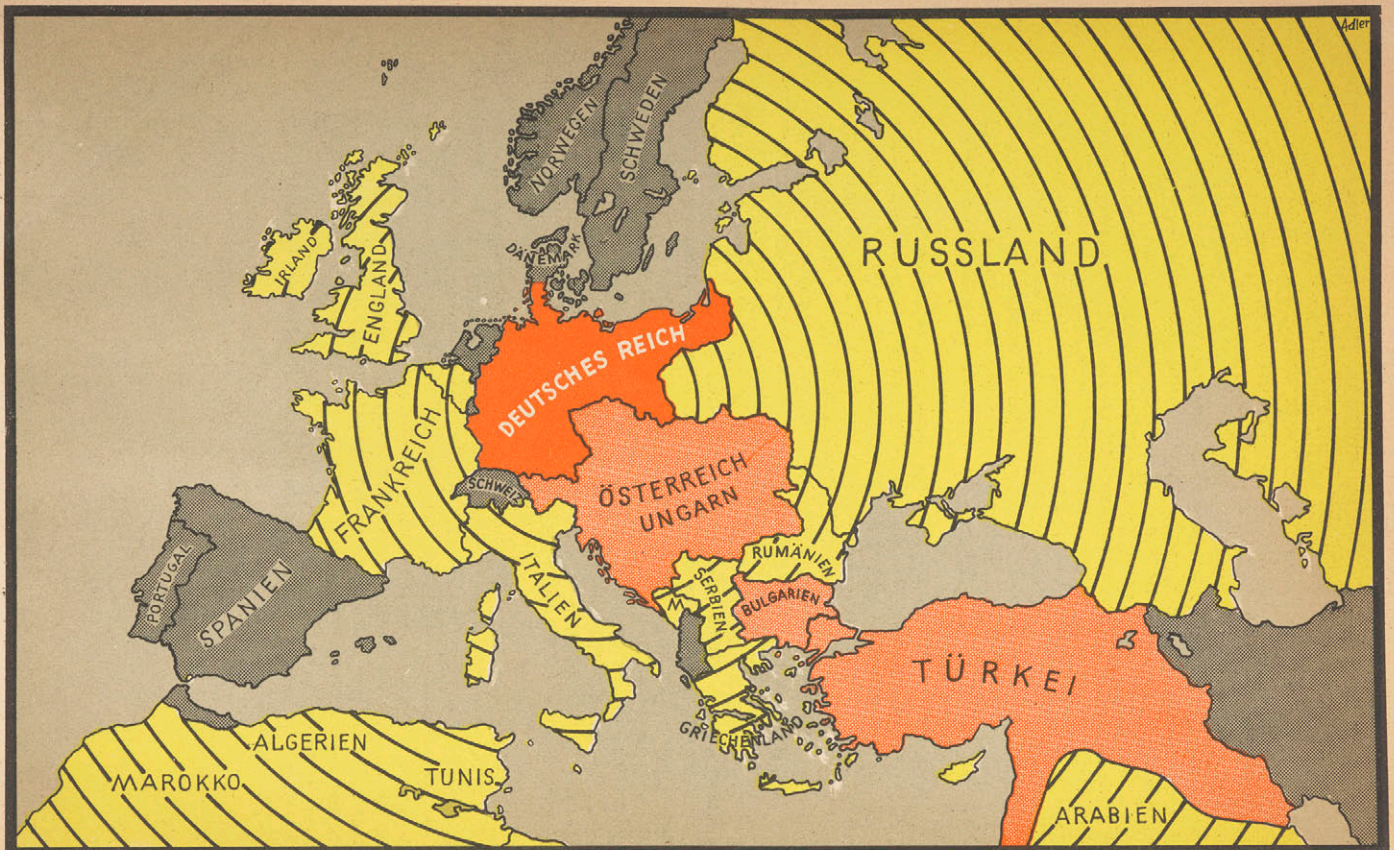 Adler
NORWEGEN
SCHWEDEN
DÄNEMARK
IRLAND
ENGLAND
RUSSLAND
DEUTSCHES REICH
FRANKREICH
SCHWEIZ
ÖSTERREICH
UNGARN
PORTUGAL
SPANIEN
ITALIEN
SERBIEN
M
RUMÄNIEN
BULGARIEN
TÜRKEI
GRIECHENLAND
ALGERIEN
MAROKKO
TUNIS
ARABIEN